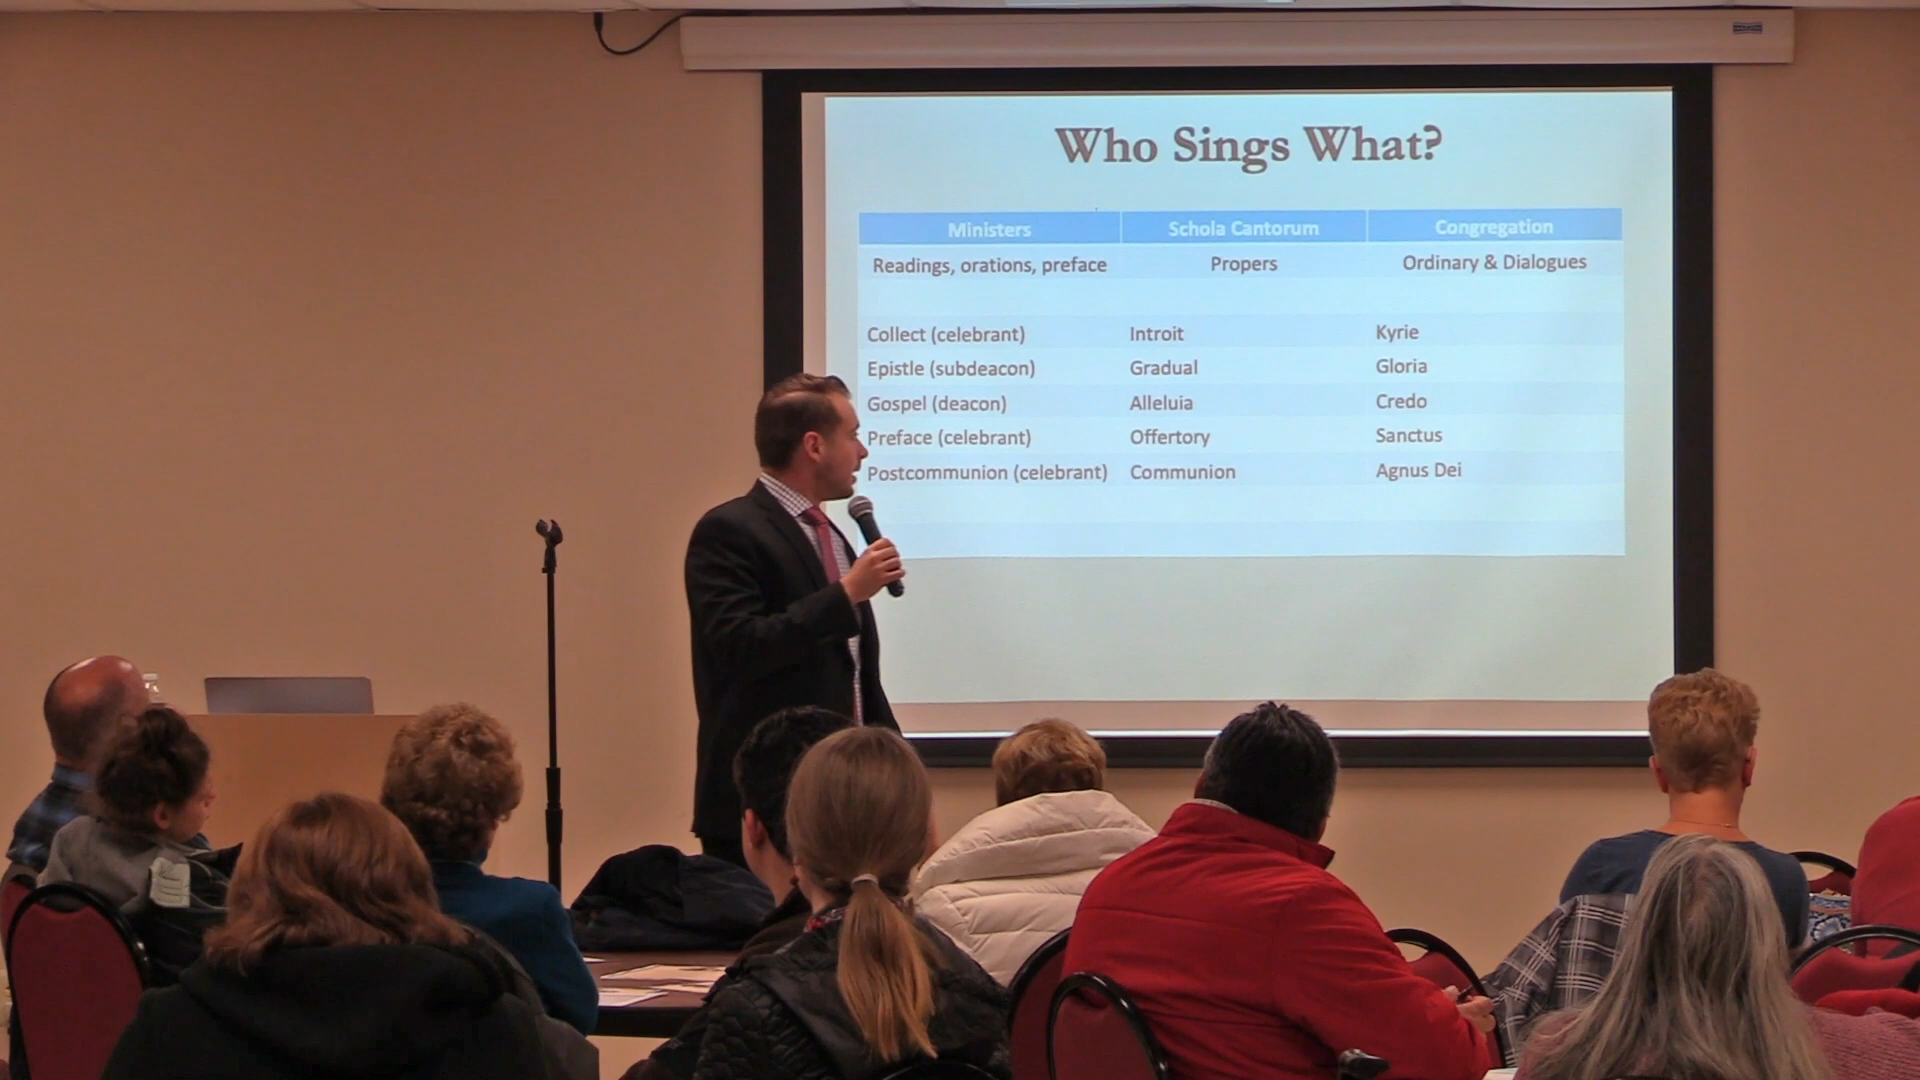 Who Sings What?
Ministers Schola Cantorum Congregation
Readings, orations, preface Propers Ordinary & Dialogues
Collect (celebrant) Introit Kyrie
Epistle (subdeacon) Gradual Gloria
Gospel (deacon) Alleluia Credo
Preface (celebrant) Offertory Sanctus
Postcommunion (celebrant) Communion Agnus Dei